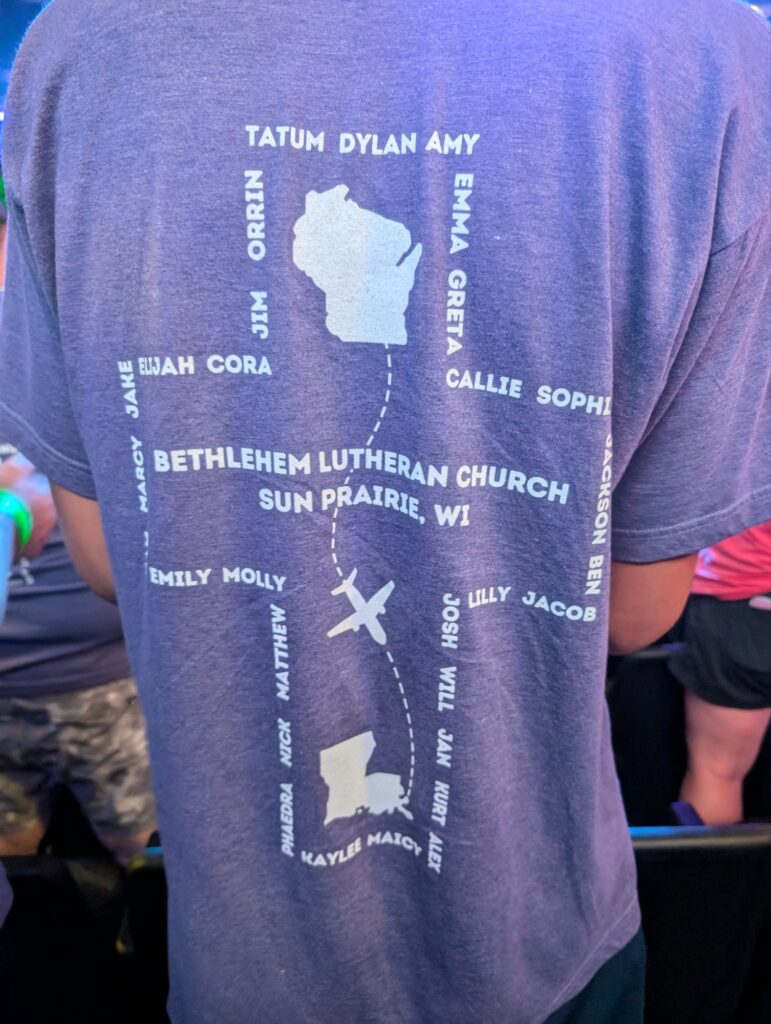 TATUM DYLAN AMY
JIM ORRIN
EMMA GRETA
ELIJAH CORA
CALLIE SOPHI
MARCY JAKE
JACKSON BEN
BETHLEHEM LUTHERAN CHURCH
SUN PRAIRIE, WI
EMILY MOLLY
LILLY JACOB
PHAEDRA NICK MATTHEW
JOSH WILL JAN KURT ALEX
KAYLEE MAICY